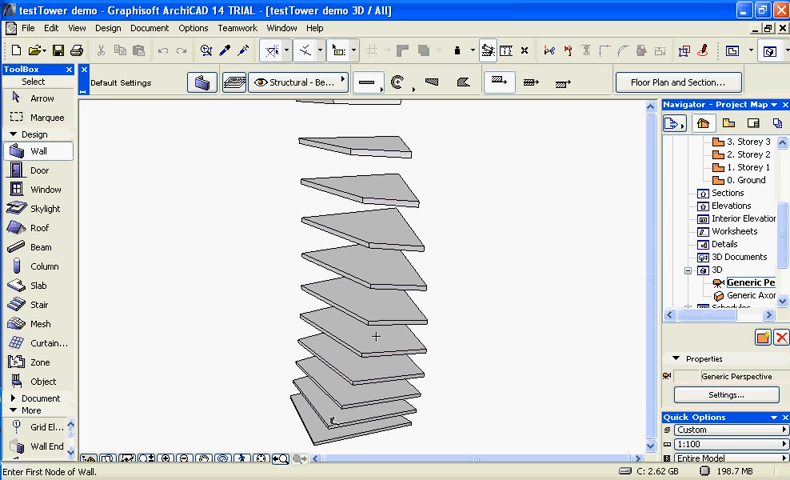 testTower demo - Graphisoft ArchiCAD 14 TRIAL - [testTower demo 3D / All]
File Edit View Design Document Options Teamwork Window Help
ToolBox
Select
Arrow
Marquee
Design
Wall
Door
Window
Skylight
Roof
Beam
Column
Slab
Stair
Mesh
Curtain...
Zone
Object
Document
More
Grid El...
Wall End
Default Settings
Structural - Be...
Floor Plan and Section...
Navigator - Project Map
3. Storey 3
2. Storey 2
1. Storey 1
0. Ground
Sections
Elevations
Interior Elevatio
Worksheets
Details
3D Documents
3D
Generic Pe
Generic Axor
Properties
Generic Perspective
Settings...
Quick Options
Custom
1:100
Entire Model
Enter First Node of Wall.
C: 2.62 GB
198.7 MB